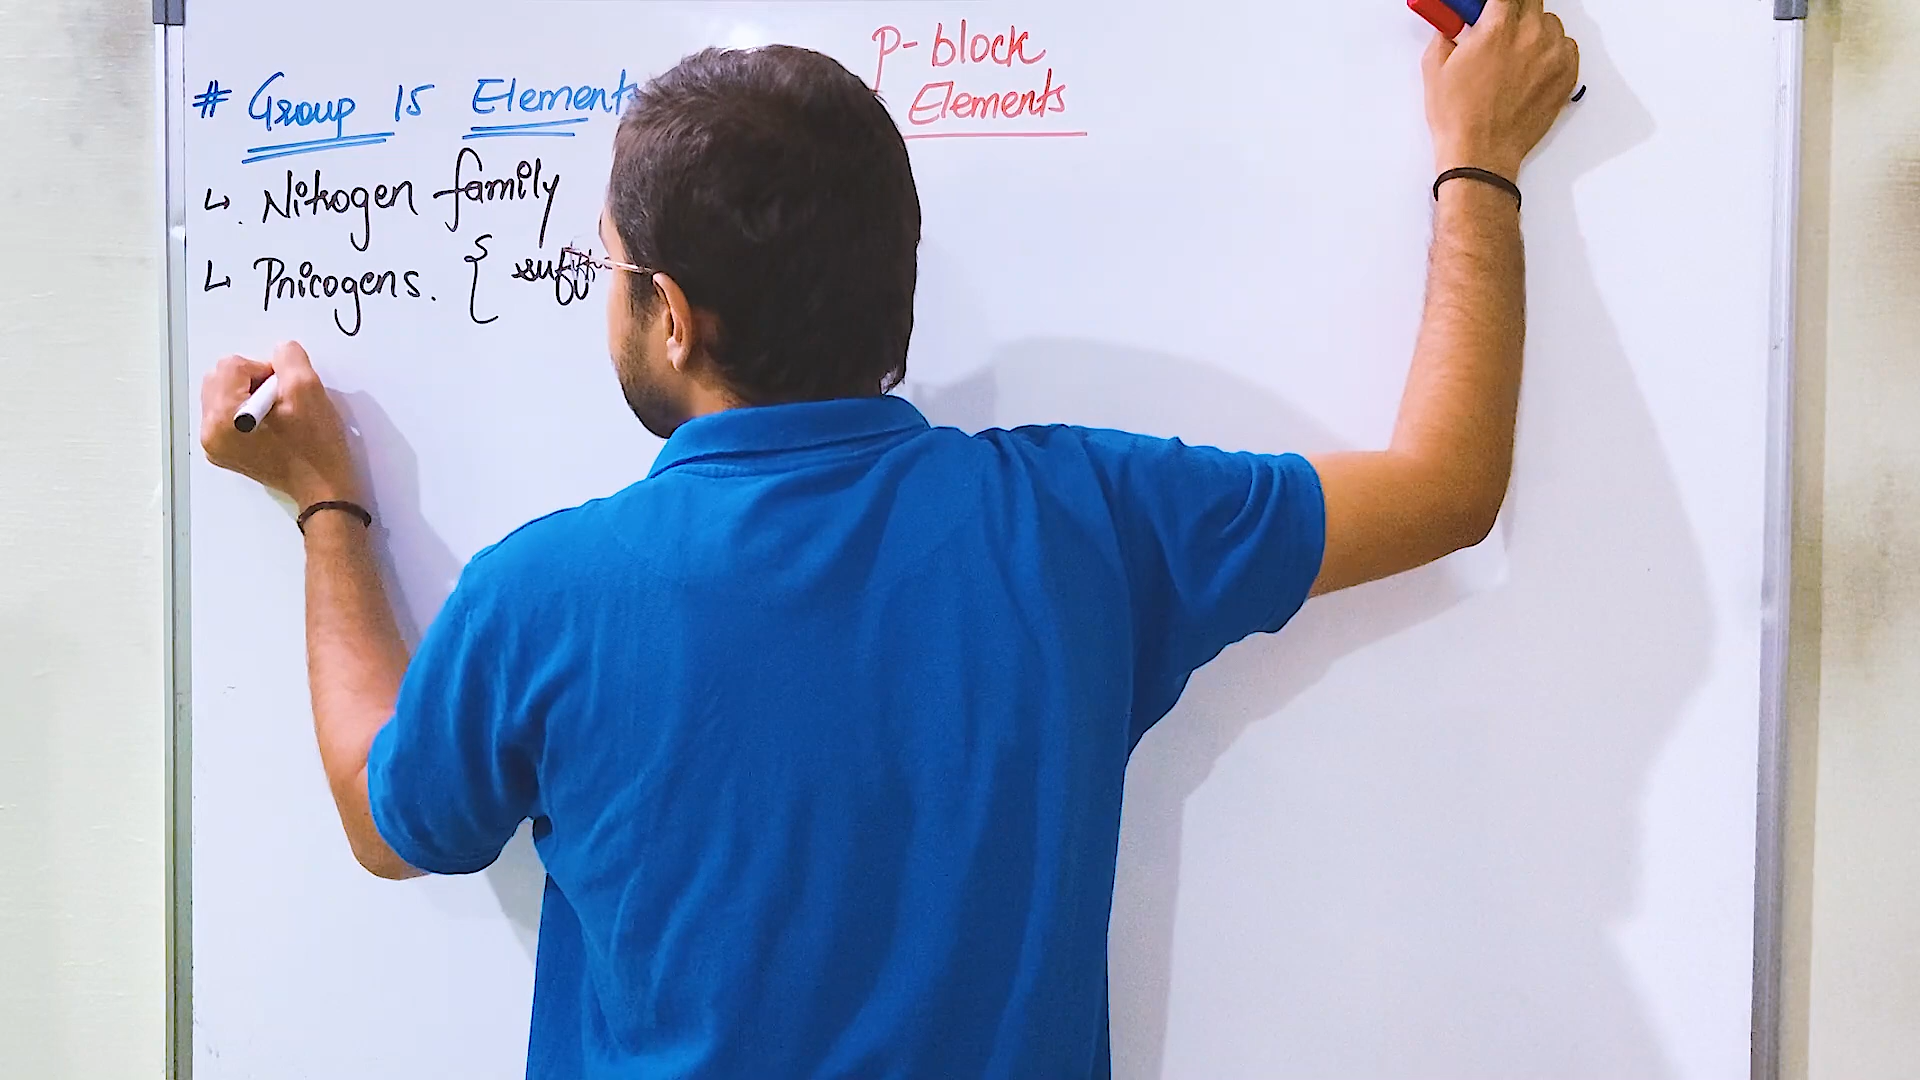 p-block
Elements
# Group 15 Elements
↳ Nitrogen family
↳ Pnicogens. {